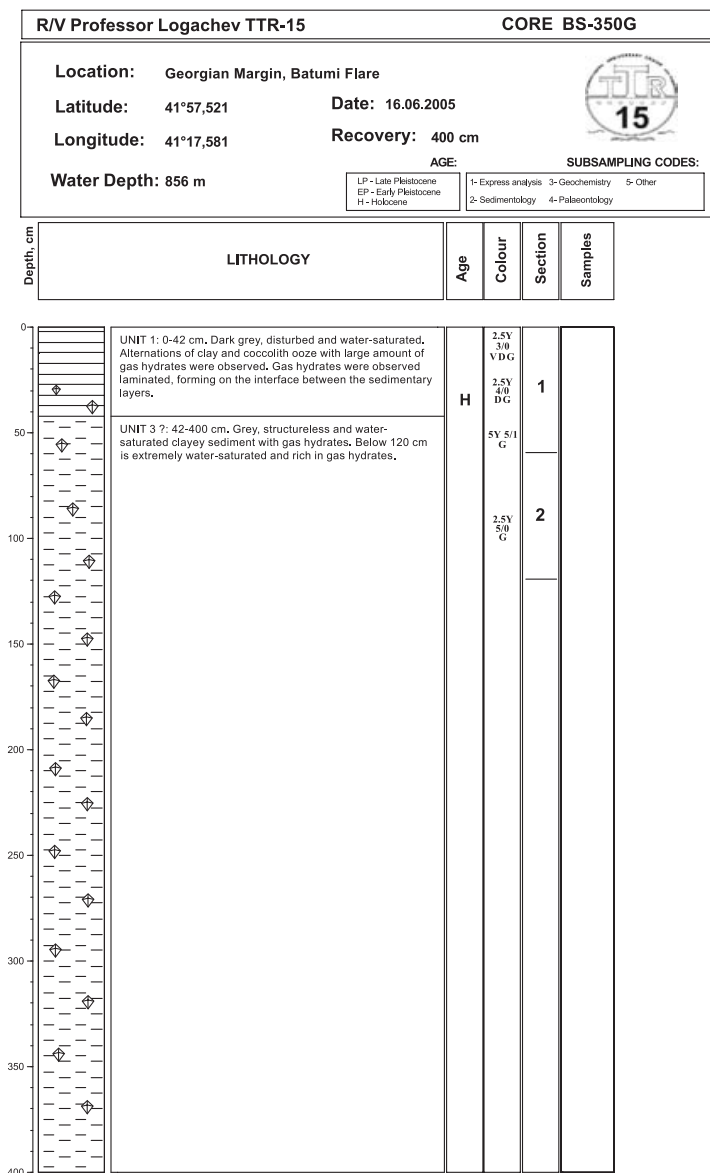 R/V Professor Logachev TTR-15 CORE BS-350G
Location: Georgian Margin, Batumi Flare
Latitude: 41°57,521 Date: 16.06.2005
Longitude: 41°17,581 Recovery: 400 cm
Water Depth: 856 m
TTR
15
AGE:
LP - Late Pleistocene
EP - Early Pleistocene
H - Holocene
SUBSAMPLING CODES:
1- Express analysis 3- Geochemistry 5- Other
2- Sedimentology 4- Palaeontology
Depth, cm
LITHOLOGY
Age
Colour
Section
Samples
0
50
100
150
200
250
300
350
400
UNIT 1: 0-42 cm. Dark grey, disturbed and water-saturated.
Alternations of clay and coccolith ooze with large amount of
gas hydrates were observed. Gas hydrates were observed
laminated, forming on the interface between the sedimentary
layers.
UNIT 3 ?: 42-400 cm. Grey, structureless and water-
saturated clayey sediment with gas hydrates. Below 120 cm
is extremely water-saturated and rich in gas hydrates.
H
2.5Y
3/0
VDG
2.5Y
4/0
DG
5Y 5/1
G
2.5Y
5/0
G
1
2